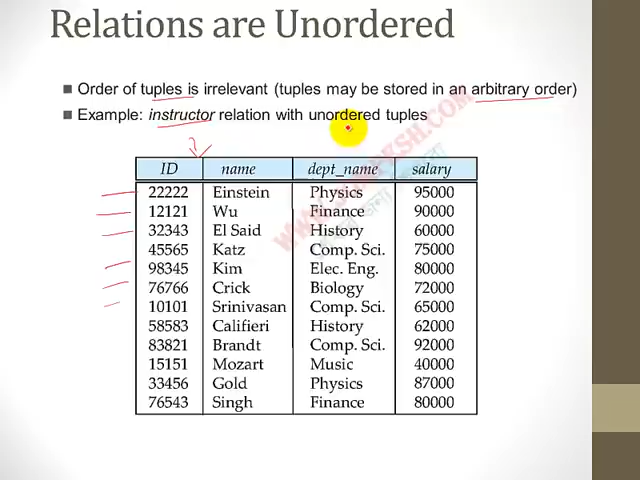 Relations are Unordered
Order of tuples is irrelevant (tuples may be stored in an arbitrary order)
Example: instructor relation with unordered tuples
ID name dept_name salary
22222 Einstein Physics 95000
12121 Wu Finance 90000
32343 El Said History 60000
45565 Katz Comp. Sci. 75000
98345 Kim Elec. Eng. 80000
76766 Crick Biology 72000
10101 Srinivasan Comp. Sci. 65000
58583 Califieri History 62000
83821 Brandt Comp. Sci. 92000
15151 Mozart Music 40000
33456 Gold Physics 87000
76543 Singh Finance 80000